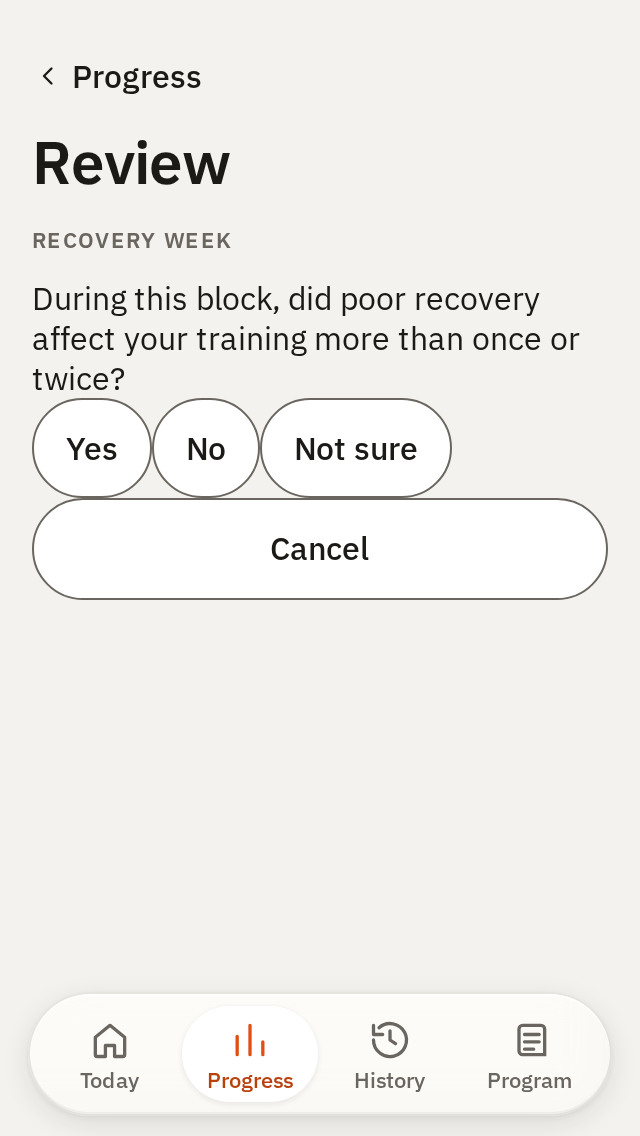 Progress
Review
RECOVERY WEEK
During this block, did poor recovery
affect your training more than once or
twice?
Yes No Not sure
Cancel
Today Progress History Program